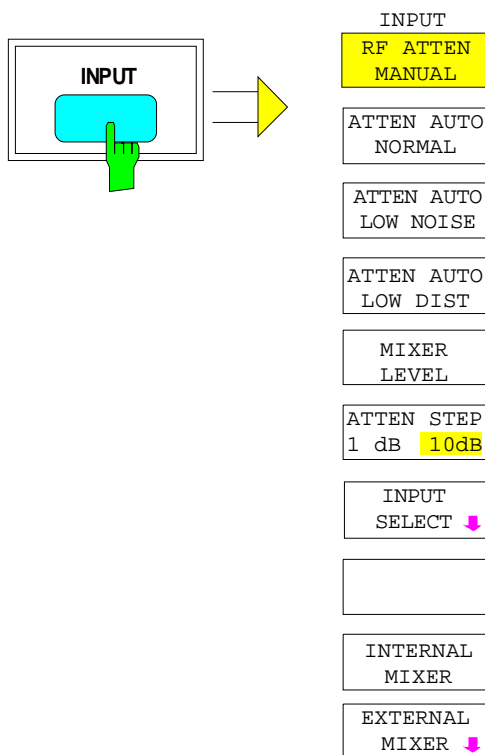 INPUT
INPUT
RF ATTEN
MANUAL
ATTEN AUTO
NORMAL
ATTEN AUTO
LOW NOISE
ATTEN AUTO
LOW DIST
MIXER
LEVEL
ATTEN STEP
1 dB 10dB
INPUT
SELECT
INTERNAL
MIXER
EXTERNAL
MIXER